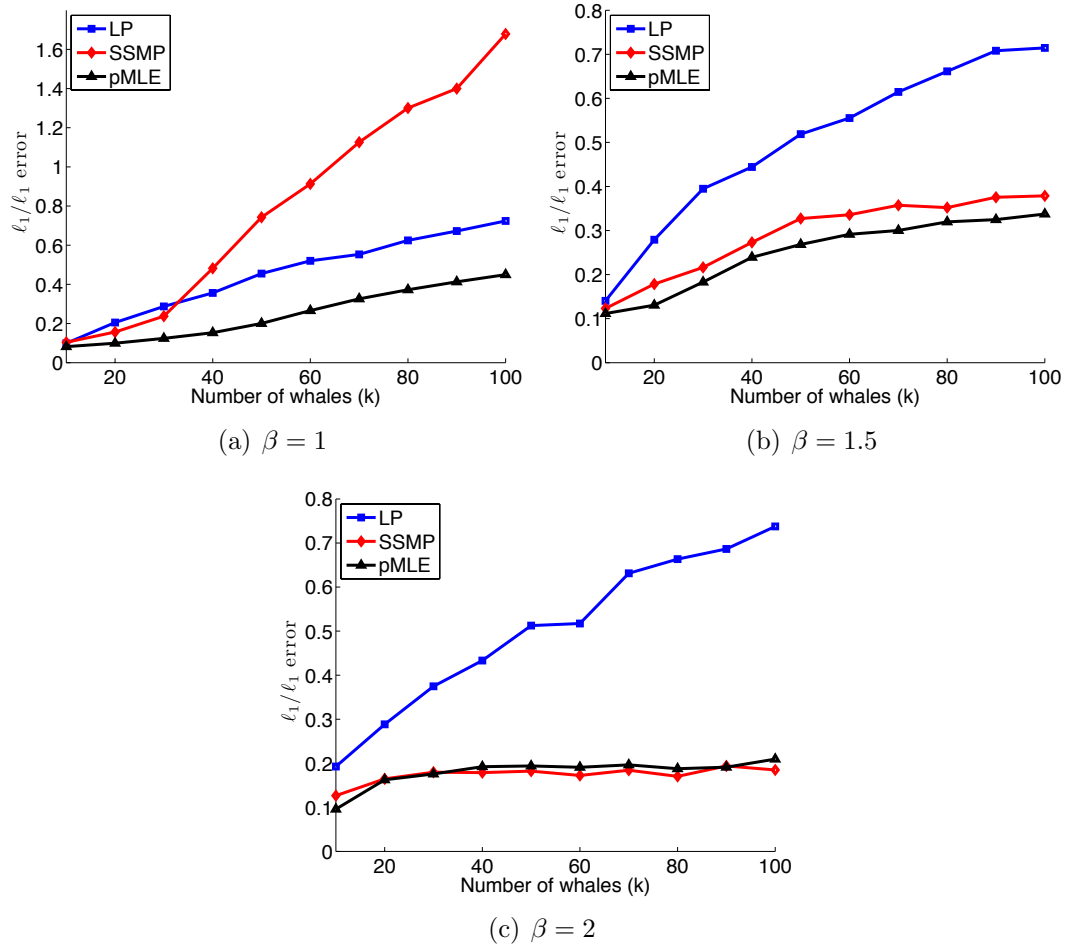 LP
SSMP
pMLE
1.6
1.4
1.2
1
0.8
0.6
0.4
0.2
0
ℓ₁/ℓ₁ error
20 40 60 80 100
Number of whales (k)
(a) β = 1
LP
SSMP
pMLE
0.8
0.7
0.6
0.5
0.4
0.3
0.2
0.1
0
ℓ₁/ℓ₁ error
20 40 60 80 100
Number of whales (k)
(b) β = 1.5
LP
SSMP
pMLE
0.8
0.7
0.6
0.5
0.4
0.3
0.2
0.1
0
ℓ₁/ℓ₁ error
20 40 60 80 100
Number of whales (k)
(c) β = 2